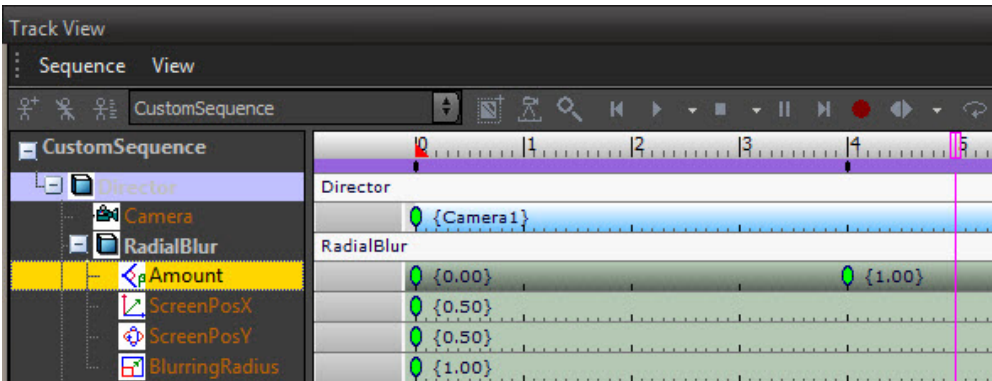 Track View
Sequence View
CustomSequence
CustomSequence 0 1 2 3 4 5
Director Director
Camera {Camera1}
RadialBlur RadialBlur
Amount {0.00} {1.00}
ScreenPosX {0.50}
ScreenPosY {0.50}
BlurringRadius {1.00}